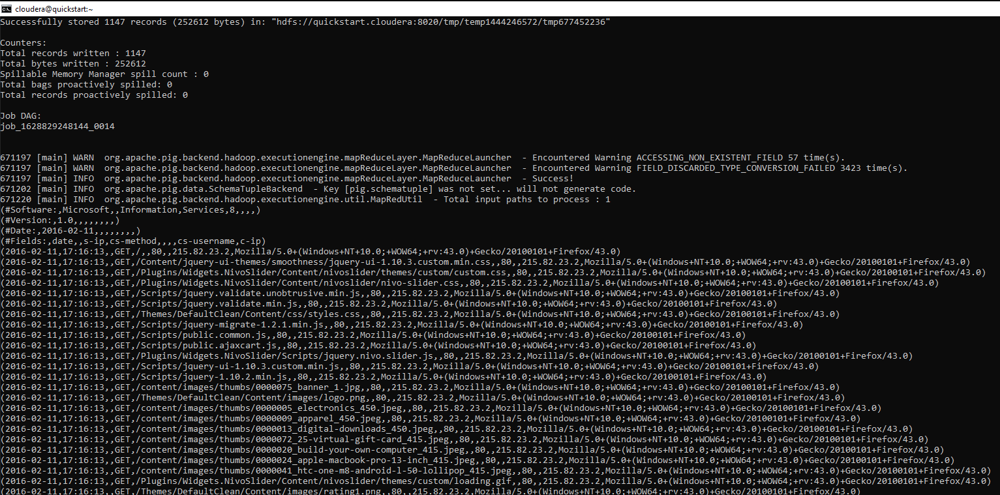 cloudera@quickstart:~
Successfully stored 1147 records (252612 bytes) in: "hdfs://quickstart.cloudera:8020/tmp/temp1444246572/tmp677452236"
Counters:
Total records written : 1147
Total bytes written : 252612
Spillable Memory Manager spill count : 0
Total bags proactively spilled: 0
Total records proactively spilled: 0
Job DAG:
job_1628829248144_0014
671197 [main] WARN  org.apache.pig.backend.hadoop.executionengine.mapReduceLayer.MapReduceLauncher  - Encountered Warning ACCESSING_NON_EXISTENT_FIELD 57 time(s).
671197 [main] WARN  org.apache.pig.backend.hadoop.executionengine.mapReduceLayer.MapReduceLauncher  - Encountered Warning FIELD_DISCARDED_TYPE_CONVERSION_FAILED 3423 time(s).
671197 [main] INFO  org.apache.pig.backend.hadoop.executionengine.mapReduceLayer.MapReduceLauncher  - Success!
671202 [main] INFO  org.apache.pig.data.SchemaTupleBackend  - Key [pig.schematuple] was not set... will not generate code.
671220 [main] INFO  org.apache.pig.backend.hadoop.executionengine.util.MapRedUtil  - Total input paths to process : 1
(#Software:,Microsoft,,Information,Services,8,,,,)
(#Version:,1.0,,,,,,,,)
(#Date:,2016-02-11,,,,,,,,)
(#Fields:,date,,s-ip,cs-method,,,,cs-username,c-ip)
(2016-02-11,17:16:13,,GET,/,,80,,215.82.23.2,Mozilla/5.0+(Windows+NT+10.0;+WOW64;+rv:43.0)+Gecko/20100101+Firefox/43.0)
(2016-02-11,17:16:13,,GET,/Content/jquery-ui-themes/smoothness/jquery-ui-1.10.3.custom.min.css,,80,,215.82.23.2,Mozilla/5.0+(Windows+NT+10.0;+WOW64;+rv:43.0)+Gecko/20100101+Firefox/43.0)
(2016-02-11,17:16:13,,GET,/Plugins/Widgets.NivoSlider/Content/nivoslider/themes/custom/custom.css,,80,,215.82.23.2,Mozilla/5.0+(Windows+NT+10.0;+WOW64;+rv:43.0)+Gecko/20100101+Firefox/43.0)
(2016-02-11,17:16:13,,GET,/Plugins/Widgets.NivoSlider/Content/nivoslider/nivo-slider.css,,80,,215.82.23.2,Mozilla/5.0+(Windows+NT+10.0;+WOW64;+rv:43.0)+Gecko/20100101+Firefox/43.0)
(2016-02-11,17:16:13,,GET,/Scripts/jquery.validate.unobtrusive.min.js,,80,,215.82.23.2,Mozilla/5.0+(Windows+NT+10.0;+WOW64;+rv:43.0)+Gecko/20100101+Firefox/43.0)
(2016-02-11,17:16:13,,GET,/Scripts/jquery.validate.min.js,,80,,215.82.23.2,Mozilla/5.0+(Windows+NT+10.0;+WOW64;+rv:43.0)+Gecko/20100101+Firefox/43.0)
(2016-02-11,17:16:13,,GET,/Themes/DefaultClean/Content/css/styles.css,,80,,215.82.23.2,Mozilla/5.0+(Windows+NT+10.0;+WOW64;+rv:43.0)+Gecko/20100101+Firefox/43.0)
(2016-02-11,17:16:13,,GET,/Scripts/jquery-migrate-1.2.1.min.js,,80,,215.82.23.2,Mozilla/5.0+(Windows+NT+10.0;+WOW64;+rv:43.0)+Gecko/20100101+Firefox/43.0)
(2016-02-11,17:16:13,,GET,/Scripts/public.common.js,,80,,215.82.23.2,Mozilla/5.0+(Windows+NT+10.0;+WOW64;+rv:43.0)+Gecko/20100101+Firefox/43.0)
(2016-02-11,17:16:13,,GET,/Scripts/public.ajaxcart.js,,80,,215.82.23.2,Mozilla/5.0+(Windows+NT+10.0;+WOW64;+rv:43.0)+Gecko/20100101+Firefox/43.0)
(2016-02-11,17:16:13,,GET,/Plugins/Widgets.NivoSlider/Scripts/jquery.nivo.slider.js,,80,,215.82.23.2,Mozilla/5.0+(Windows+NT+10.0;+WOW64;+rv:43.0)+Gecko/20100101+Firefox/43.0)
(2016-02-11,17:16:13,,GET,/Scripts/jquery-ui-1.10.3.custom.min.js,,80,,215.82.23.2,Mozilla/5.0+(Windows+NT+10.0;+WOW64;+rv:43.0)+Gecko/20100101+Firefox/43.0)
(2016-02-11,17:16:13,,GET,/Scripts/jquery-1.10.2.min.js,,80,,215.82.23.2,Mozilla/5.0+(Windows+NT+10.0;+WOW64;+rv:43.0)+Gecko/20100101+Firefox/43.0)
(2016-02-11,17:16:13,,GET,/content/images/thumbs/0000075_banner_1.jpg,,80,,215.82.23.2,Mozilla/5.0+(Windows+NT+10.0;+WOW64;+rv:43.0)+Gecko/20100101+Firefox/43.0)
(2016-02-11,17:16:13,,GET,/Themes/DefaultClean/Content/images/logo.png,,80,,215.82.23.2,Mozilla/5.0+(Windows+NT+10.0;+WOW64;+rv:43.0)+Gecko/20100101+Firefox/43.0)
(2016-02-11,17:16:13,,GET,/content/images/thumbs/0000005_electronics_450.jpeg,,80,,215.82.23.2,Mozilla/5.0+(Windows+NT+10.0;+WOW64;+rv:43.0)+Gecko/20100101+Firefox/43.0)
(2016-02-11,17:16:13,,GET,/content/images/thumbs/0000009_apparel_450.jpeg,,80,,215.82.23.2,Mozilla/5.0+(Windows+NT+10.0;+WOW64;+rv:43.0)+Gecko/20100101+Firefox/43.0)
(2016-02-11,17:16:13,,GET,/content/images/thumbs/0000013_digital-downloads_450.jpeg,,80,,215.82.23.2,Mozilla/5.0+(Windows+NT+10.0;+WOW64;+rv:43.0)+Gecko/20100101+Firefox/43.0)
(2016-02-11,17:16:13,,GET,/content/images/thumbs/0000072_25-virtual-gift-card_415.jpeg,,80,,215.82.23.2,Mozilla/5.0+(Windows+NT+10.0;+WOW64;+rv:43.0)+Gecko/20100101+Firefox/43.0)
(2016-02-11,17:16:13,,GET,/content/images/thumbs/0000020_build-your-own-computer_415.jpeg,,80,,215.82.23.2,Mozilla/5.0+(Windows+NT+10.0;+WOW64;+rv:43.0)+Gecko/20100101+Firefox/43.0)
(2016-02-11,17:16:13,,GET,/content/images/thumbs/0000024_apple-macbook-pro-13-inch_415.jpeg,,80,,215.82.23.2,Mozilla/5.0+(Windows+NT+10.0;+WOW64;+rv:43.0)+Gecko/20100101+Firefox/43.0)
(2016-02-11,17:16:13,,GET,/content/images/thumbs/0000041_htc-one-m8-android-l-50-lollipop_415.jpeg,,80,,215.82.23.2,Mozilla/5.0+(Windows+NT+10.0;+WOW64;+rv:43.0)+Gecko/20100101+Firefox/43.0)
(2016-02-11,17:16:13,,GET,/Plugins/Widgets.NivoSlider/Content/nivoslider/themes/custom/loading.gif,,80,,215.82.23.2,Mozilla/5.0+(Windows+NT+10.0;+WOW64;+rv:43.0)+Gecko/20100101+Firefox/43.0)
(2016-02-11,17:16:13,,GET,/Themes/DefaultClean/Content/images/rating1.png,,80,,215.82.23.2,Mozilla/5.0+(Windows+NT+10.0;+WOW64;+rv:43.0)+Gecko/20100101+Firefox/43.0)